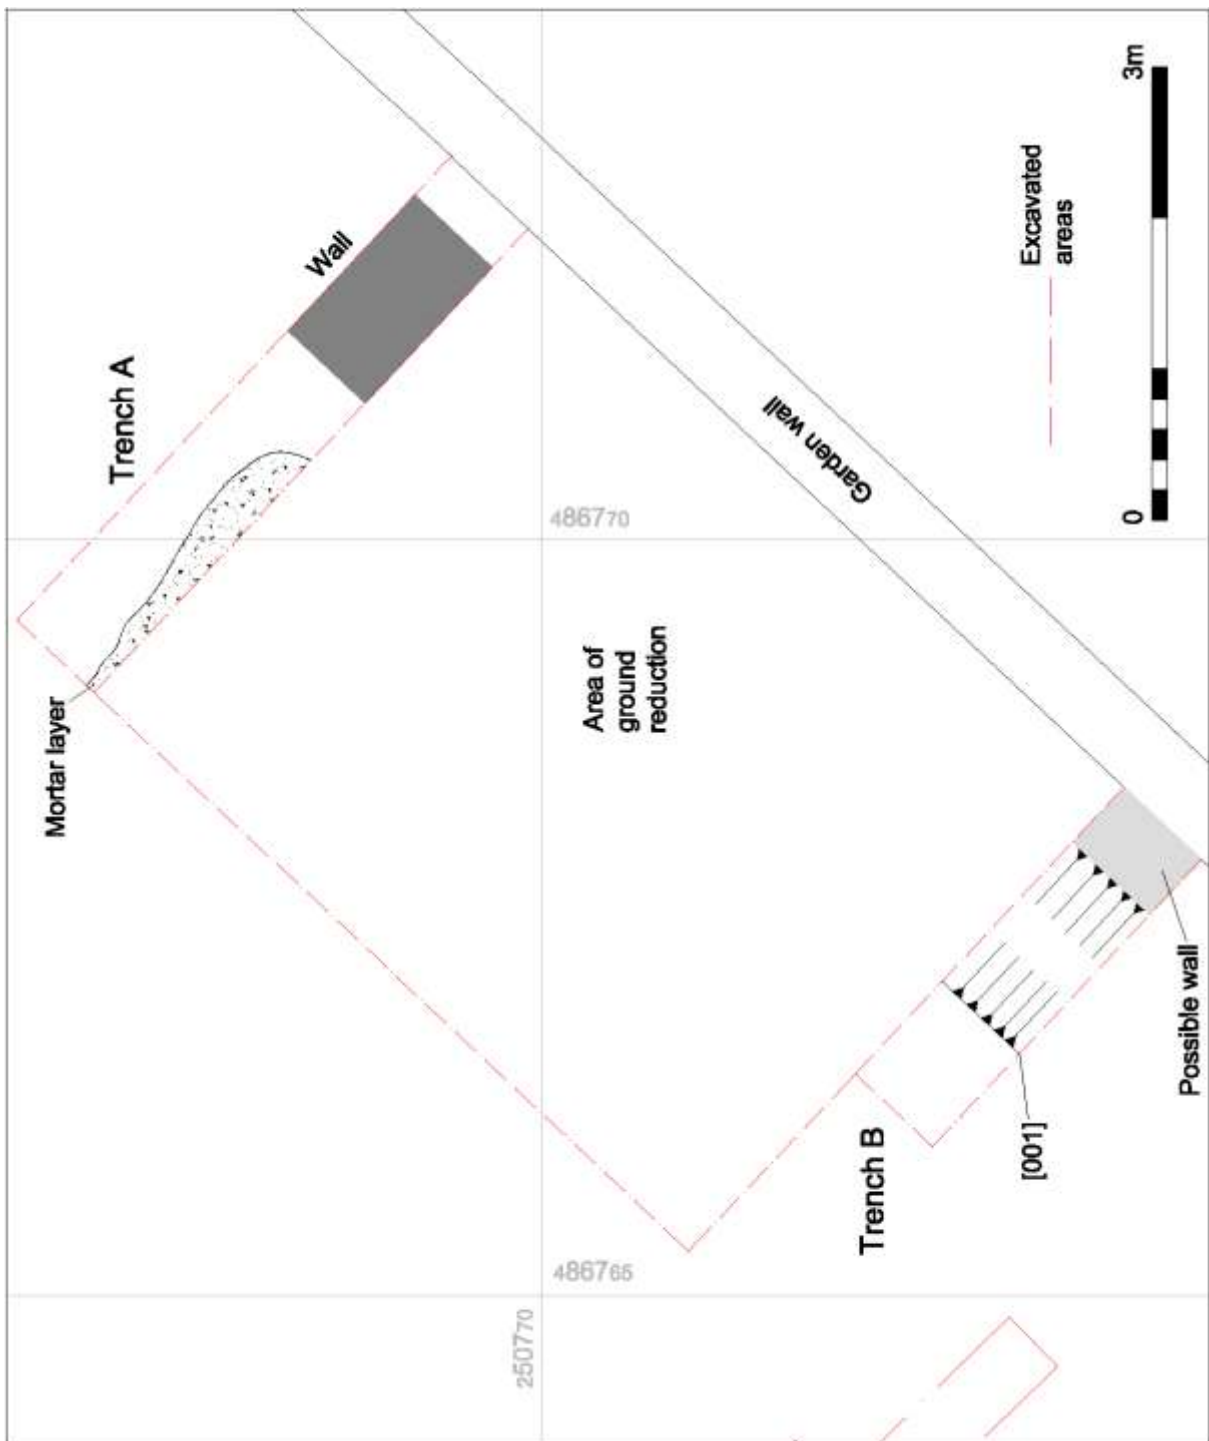 Trench A
Wall
Mortar layer
Garden wall
Area of
ground
reduction
Excavated
areas
0
3m
486770
486765
250770
Trench B
[001]
Possible wall